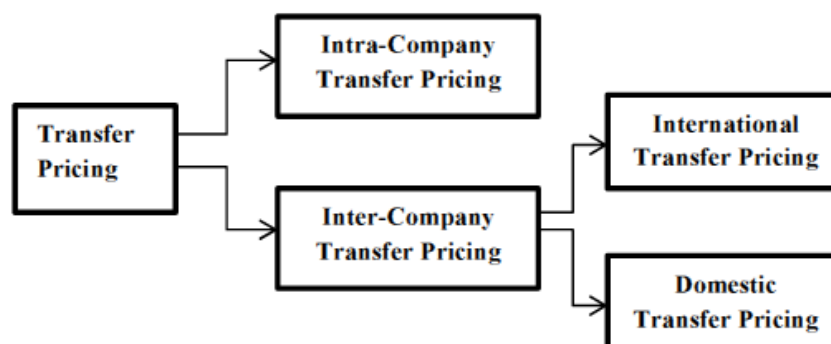 Transfer
Pricing
Intra-Company
Transfer Pricing
Inter-Company
Transfer Pricing
International
Transfer Pricing
Domestic
Transfer Pricing